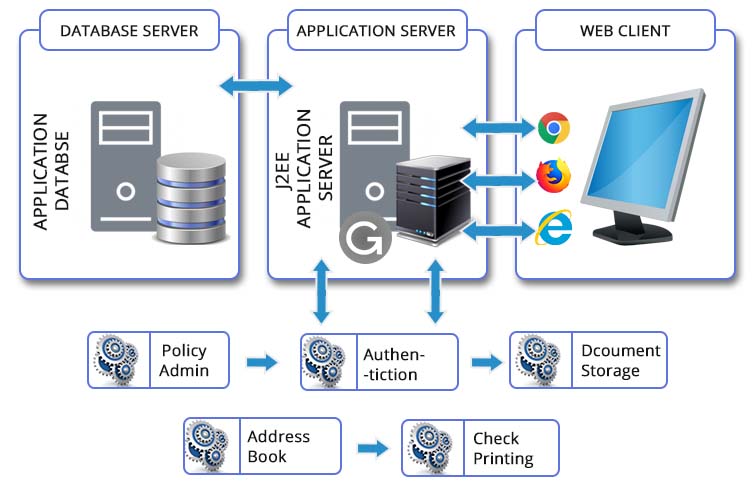 DATABASE SERVER
APPLICATION SERVER
WEB CLIENT
APPLICATION
DATABSE
J2EE
APPLICATION
SERVER
G
Policy
Admin
Authen-
-tiction
Dcoument
Storage
Address
Book
Check
Printing